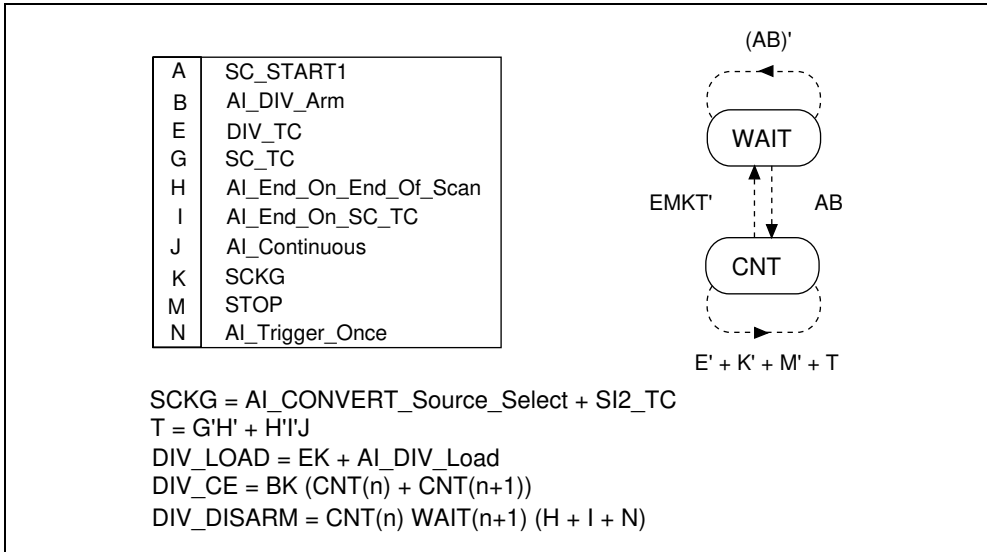 A SC_START1
B AI_DIV_Arm
E DIV_TC
G SC_TC
H AI_End_On_End_Of_Scan
I AI_End_On_SC_TC
J AI_Continuous
K SCKG
M STOP
N AI_Trigger_Once
(AB)'
WAIT
EMKT'
AB
CNT
E' + K' + M' + T
SCKG = AI_CONVERT_Source_Select + SI2_TC
T = G'H' + H'I'J
DIV_LOAD = EK + AI_DIV_Load
DIV_CE = BK (CNT(n) + CNT(n+1))
DIV_DISARM = CNT(n) WAIT(n+1) (H + I + N)